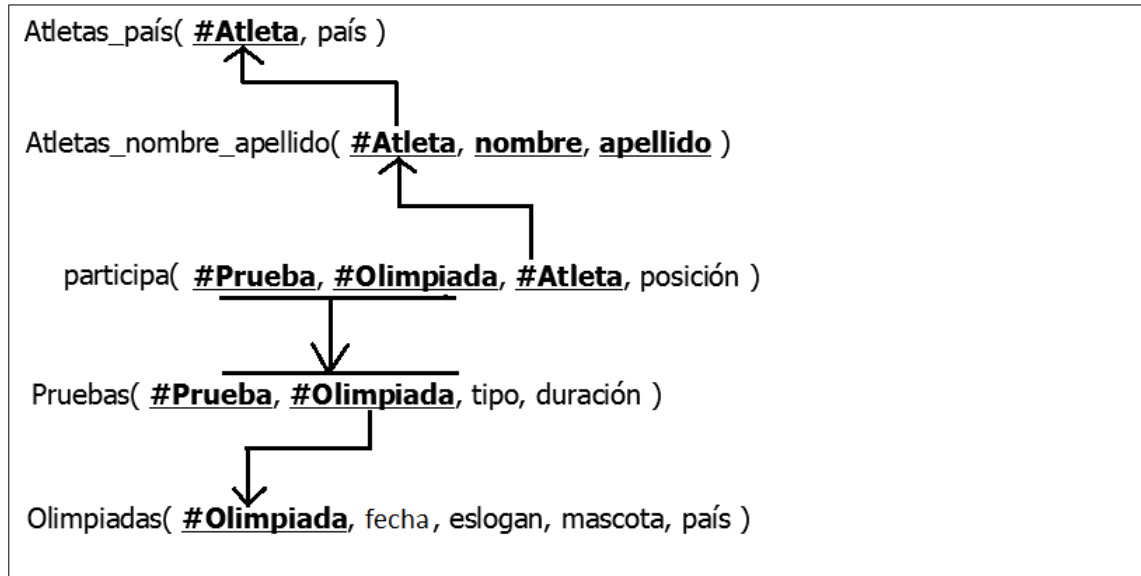 Atletas_país( #Atleta, país )
Atletas_nombre_apellido( #Atleta, nombre, apellido )
participa( #Prueba, #Olimpiada, #Atleta, posición )
Pruebas( #Prueba, #Olimpiada, tipo, duración )
Olimpiadas( #Olimpiada, fecha, eslogan, mascota, país )